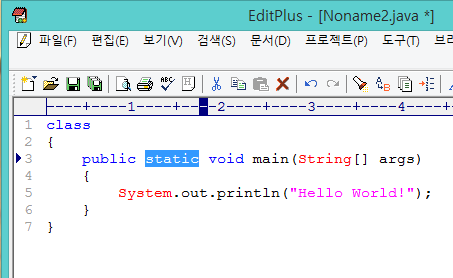 EditPlus - [Noname2.java *]
파일(F) 편집(E) 보기(V) 검색(S) 문서(D) 프로젝트(P) 도구(T) 브라
----+----1----+----2----+----3----+----4----+-
1 class
2 {
3 public static void main(String[] args)
4 {
5 System.out.println("Hello World!");
6 }
7 }